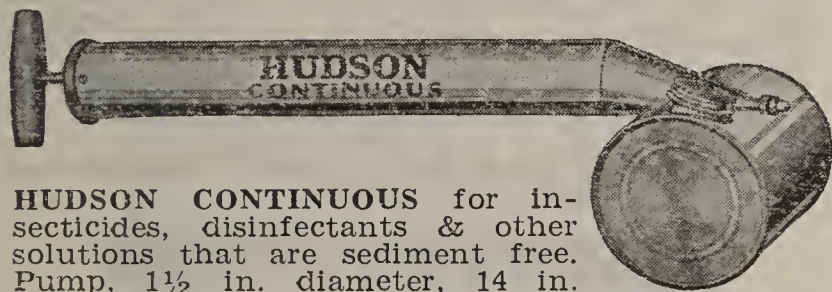 HUDSON
CONTINUOUS
HUDSON CONTINUOUS for in-
secticides, disinfectants & other
solutions that are sediment free.
Pump, 1½ in. diameter, 14 in.